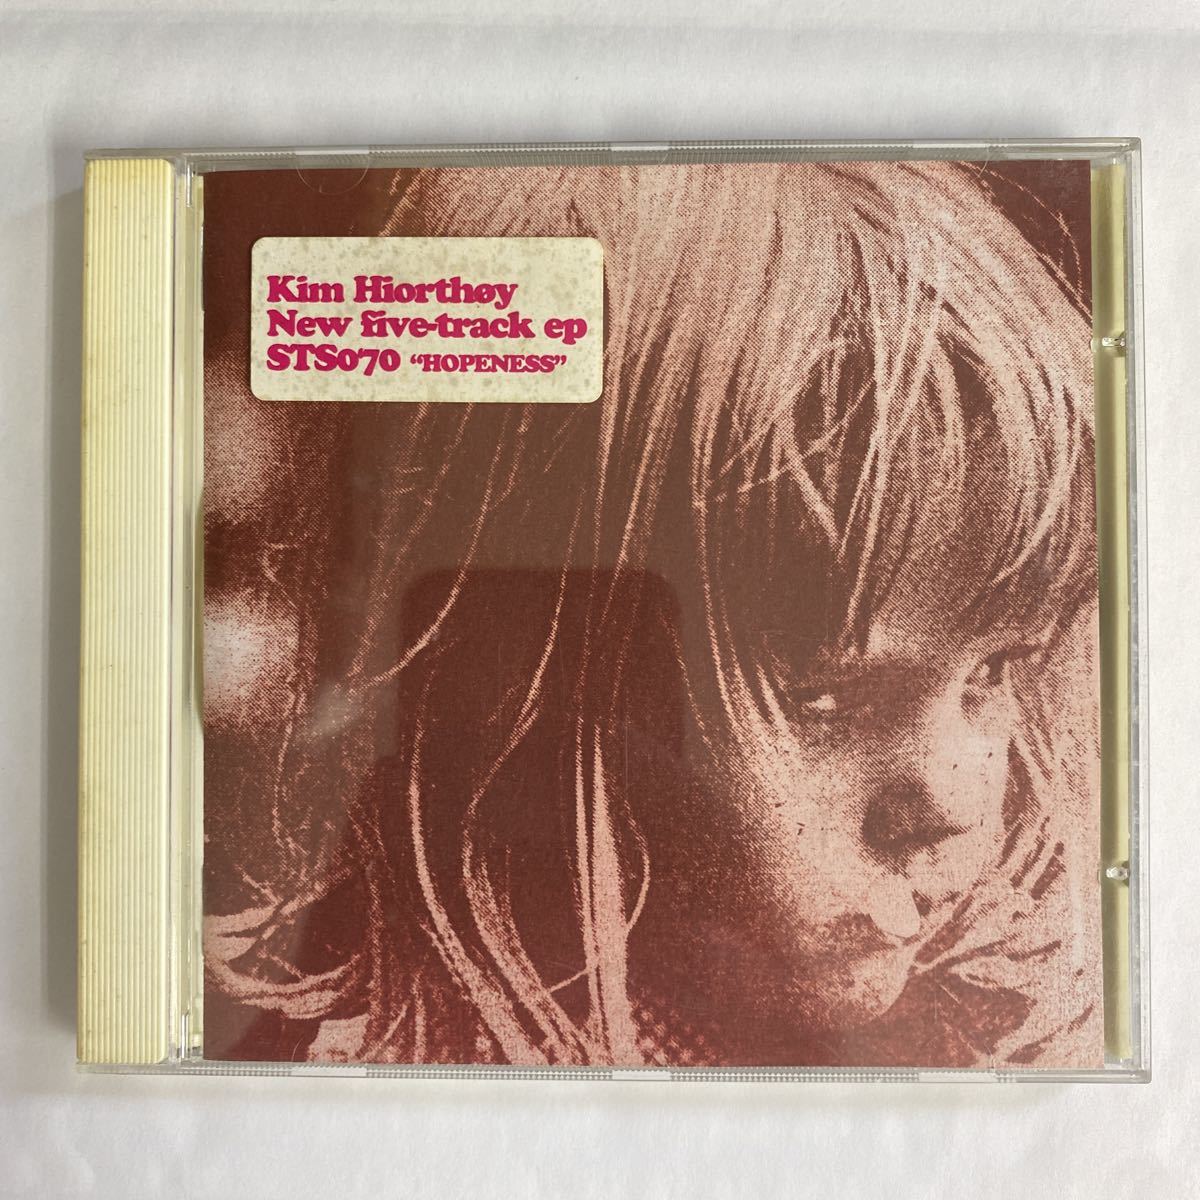 Kim Hiorthøy
New five-track ep
STS070 “HOPENESS”